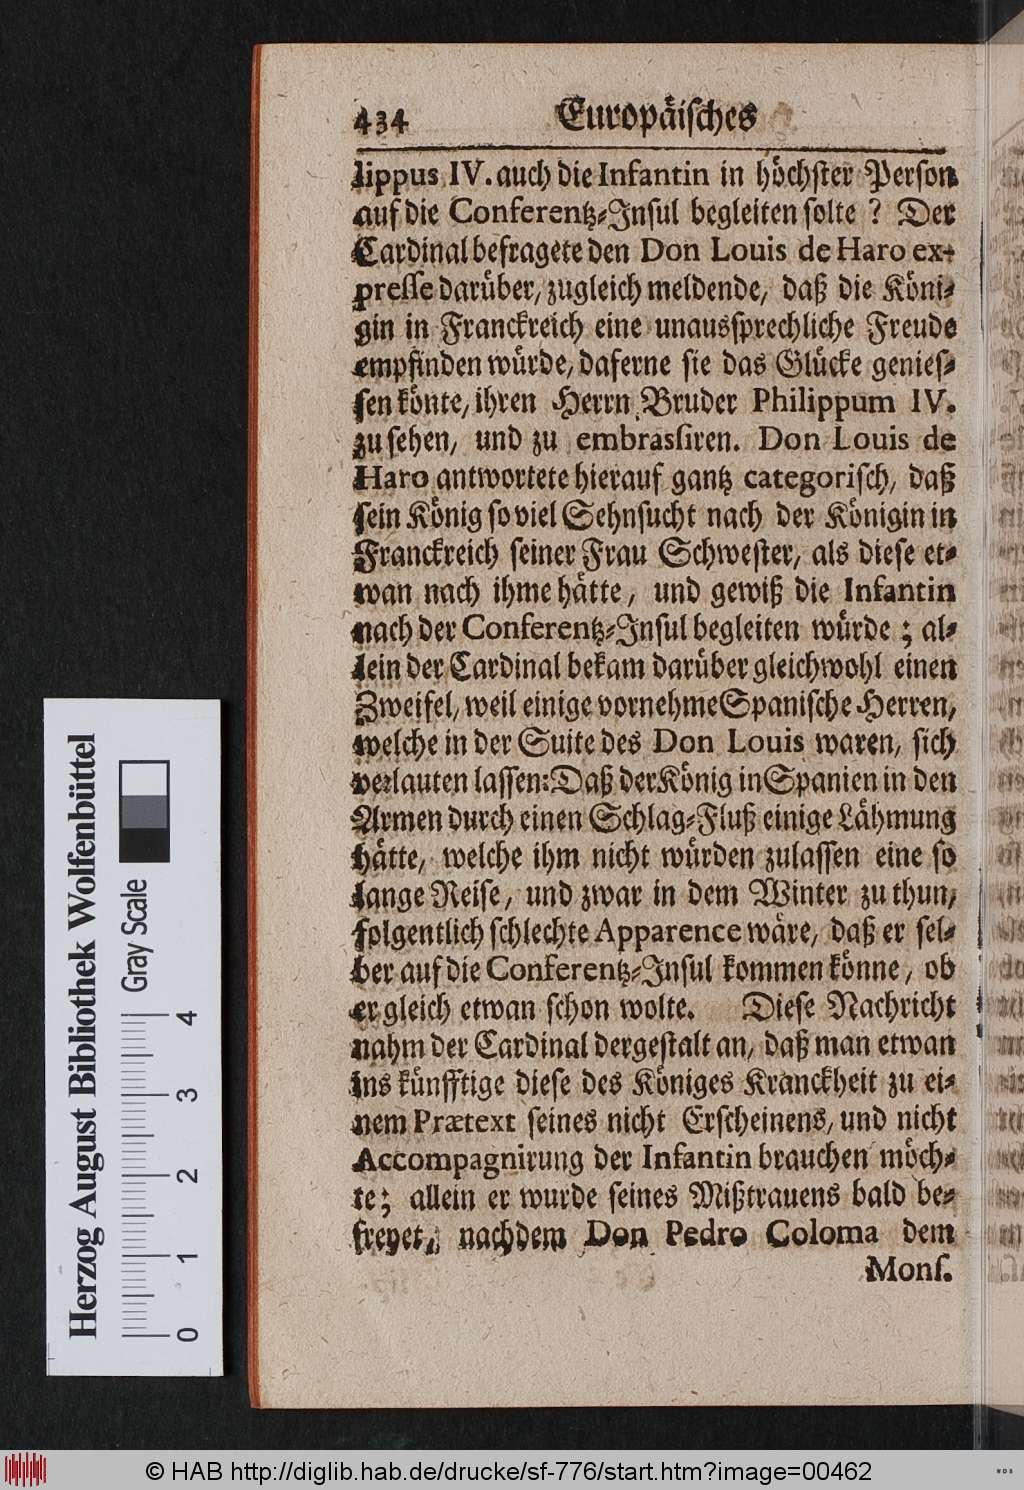 434 Europäisches
lippus IV. auch die Infantin in höchster Person
auf die Conferentz-Insul begleiten solte ? Der
Cardinal befragete den Don Louis de Haro ex-
presse darüber, zugleich meldende, daß die Köni-
gin in Franckreich eine unaussprechliche Freude
empfinden würde, daferne sie das Glücke genies-
sen könte, ihren Herrn Bruder Philippum IV.
zu sehen, und zu embrassiren. Don Louis de
Haro antwortete hierauf gantz categorisch, daß
sein König so viel Sehnsucht nach der Königin in
Franckreich seiner Frau Schwester, als diese et-
wan nach ihme hätte, und gewiß die Infantin
nach der Conferentz-Insul begleiten würde ; al-
lein der Cardinal bekam darüber gleichwohl einen
Zweifel, weil einige vornehme Spanische Herren,
welche in der Suite des Don Louis waren, sich
verlauten lassen: Daß der König in Spanien in den
Armen durch einen Schlag-Fluß einige Lähmung
hätte, welche ihm nicht würden zulassen eine so
lange Reise, und zwar in dem Winter zu thun,
folgentlich schlechte Apparence wäre, daß er sel-
ber auf die Conferentz-Insul kommen könne, ob
er gleich etwan schon wolte. Diese Nachricht
nahm der Cardinal dergestalt an, daß man etwan
ins künfftige diese des Königes Kranckheit zu ei-
nem Prætext seines nicht Erscheinens, und nicht
Accompagnirung der Infantin brauchen möch-
te; allein er wurde seines Mißtrauens bald be-
freyet, nachdem Don Pedro Coloma dem
Mons.
Herzog August Bibliothek Wolfenbüttel
Gray Scale
0 1 2 3 4
© HAB http://diglib.hab.de/drucke/sf-776/start.htm?image=00462